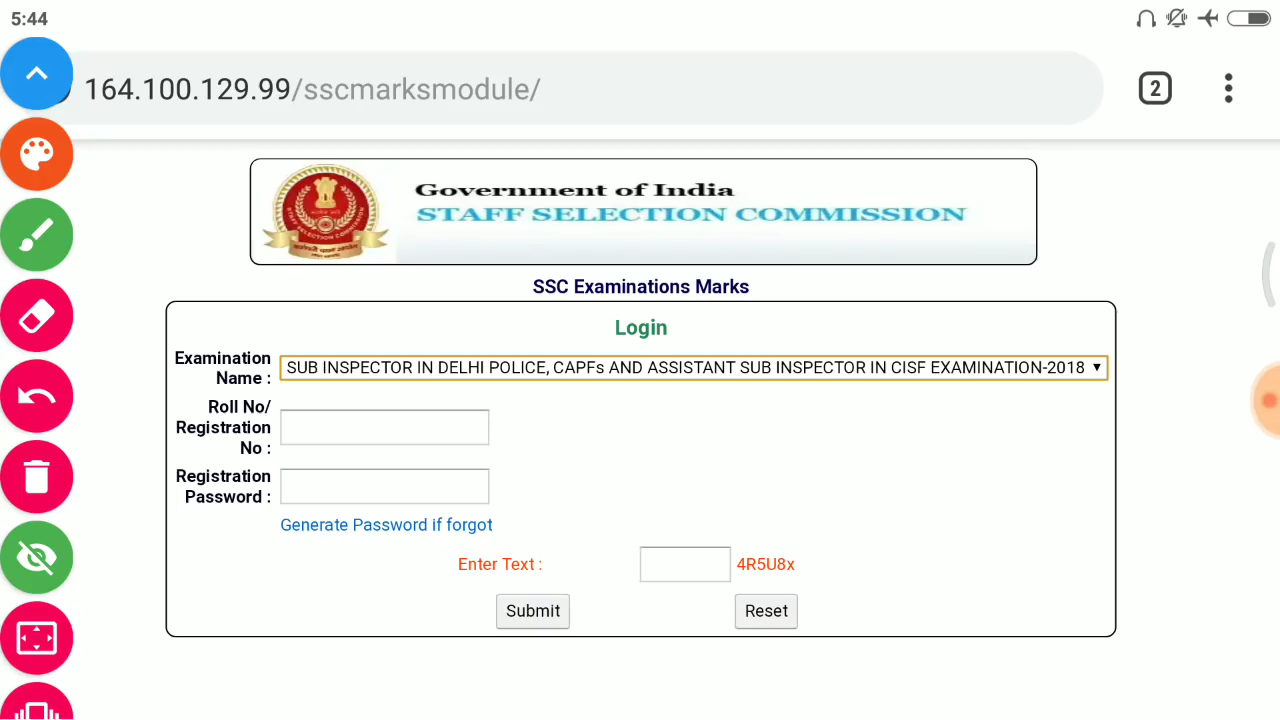 5:44
164.100.129.99/sscmarksmodule/
2
Government of India
STAFF SELECTION COMMISSION
SSC Examinations Marks
Login
Examination Name : SUB INSPECTOR IN DELHI POLICE, CAPFs AND ASSISTANT SUB INSPECTOR IN CISF EXAMINATION-2018
Roll No/
Registration
No :
Registration
Password :
Generate Password if forgot
Enter Text : 4R5U8x
Submit Reset